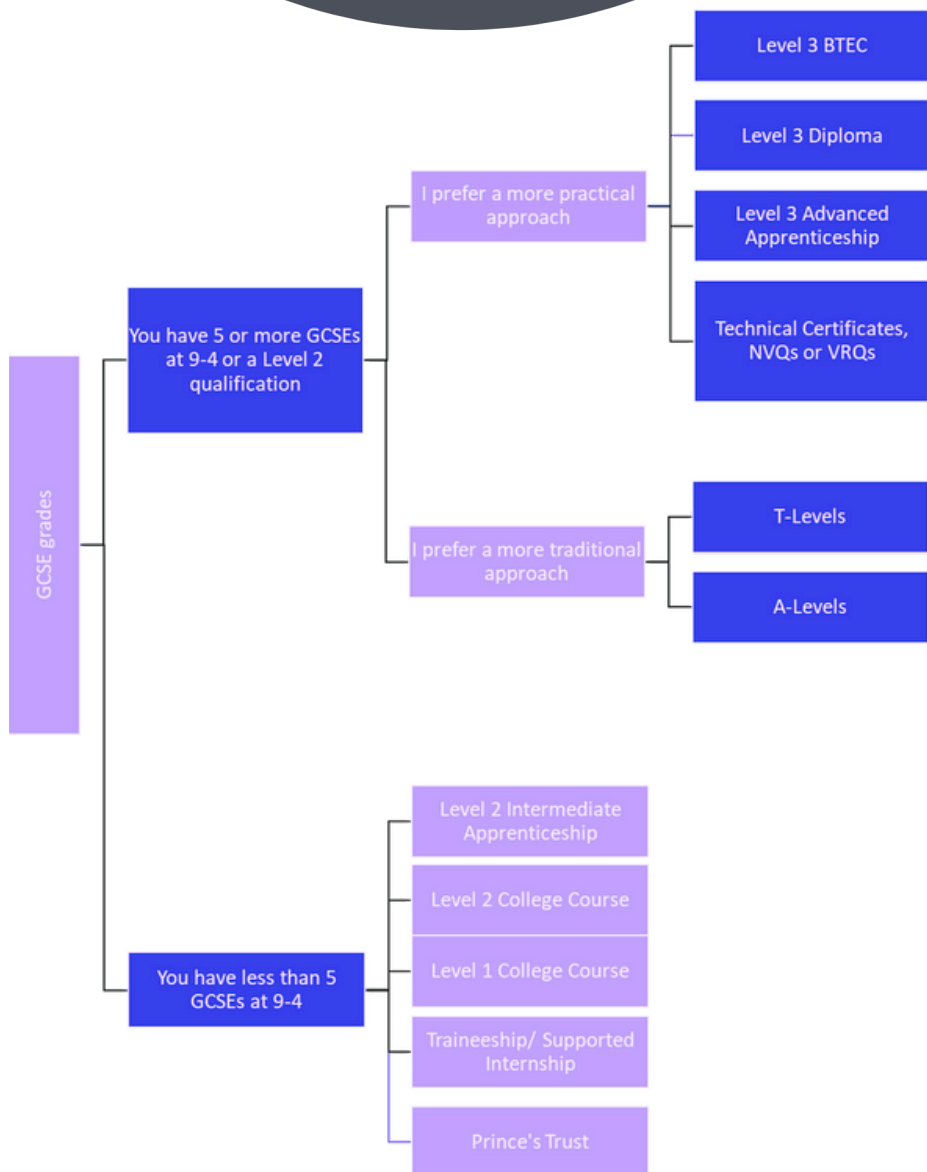 GCSE grades
You have 5 or more GCSEs
at 9-4 or a Level 2
qualification
I prefer a more practical
approach
Level 3 BTEC
Level 3 Diploma
Level 3 Advanced
Apprenticeship
Technical Certificates,
NVQs or VRQs
I prefer a more traditional
approach
T-Levels
A-Levels
You have less than 5
GCSEs at 9-4
Level 2 Intermediate
Apprenticeship
Level 2 College Course
Level 1 College Course
Traineeship/ Supported
Internship
Prince's Trust